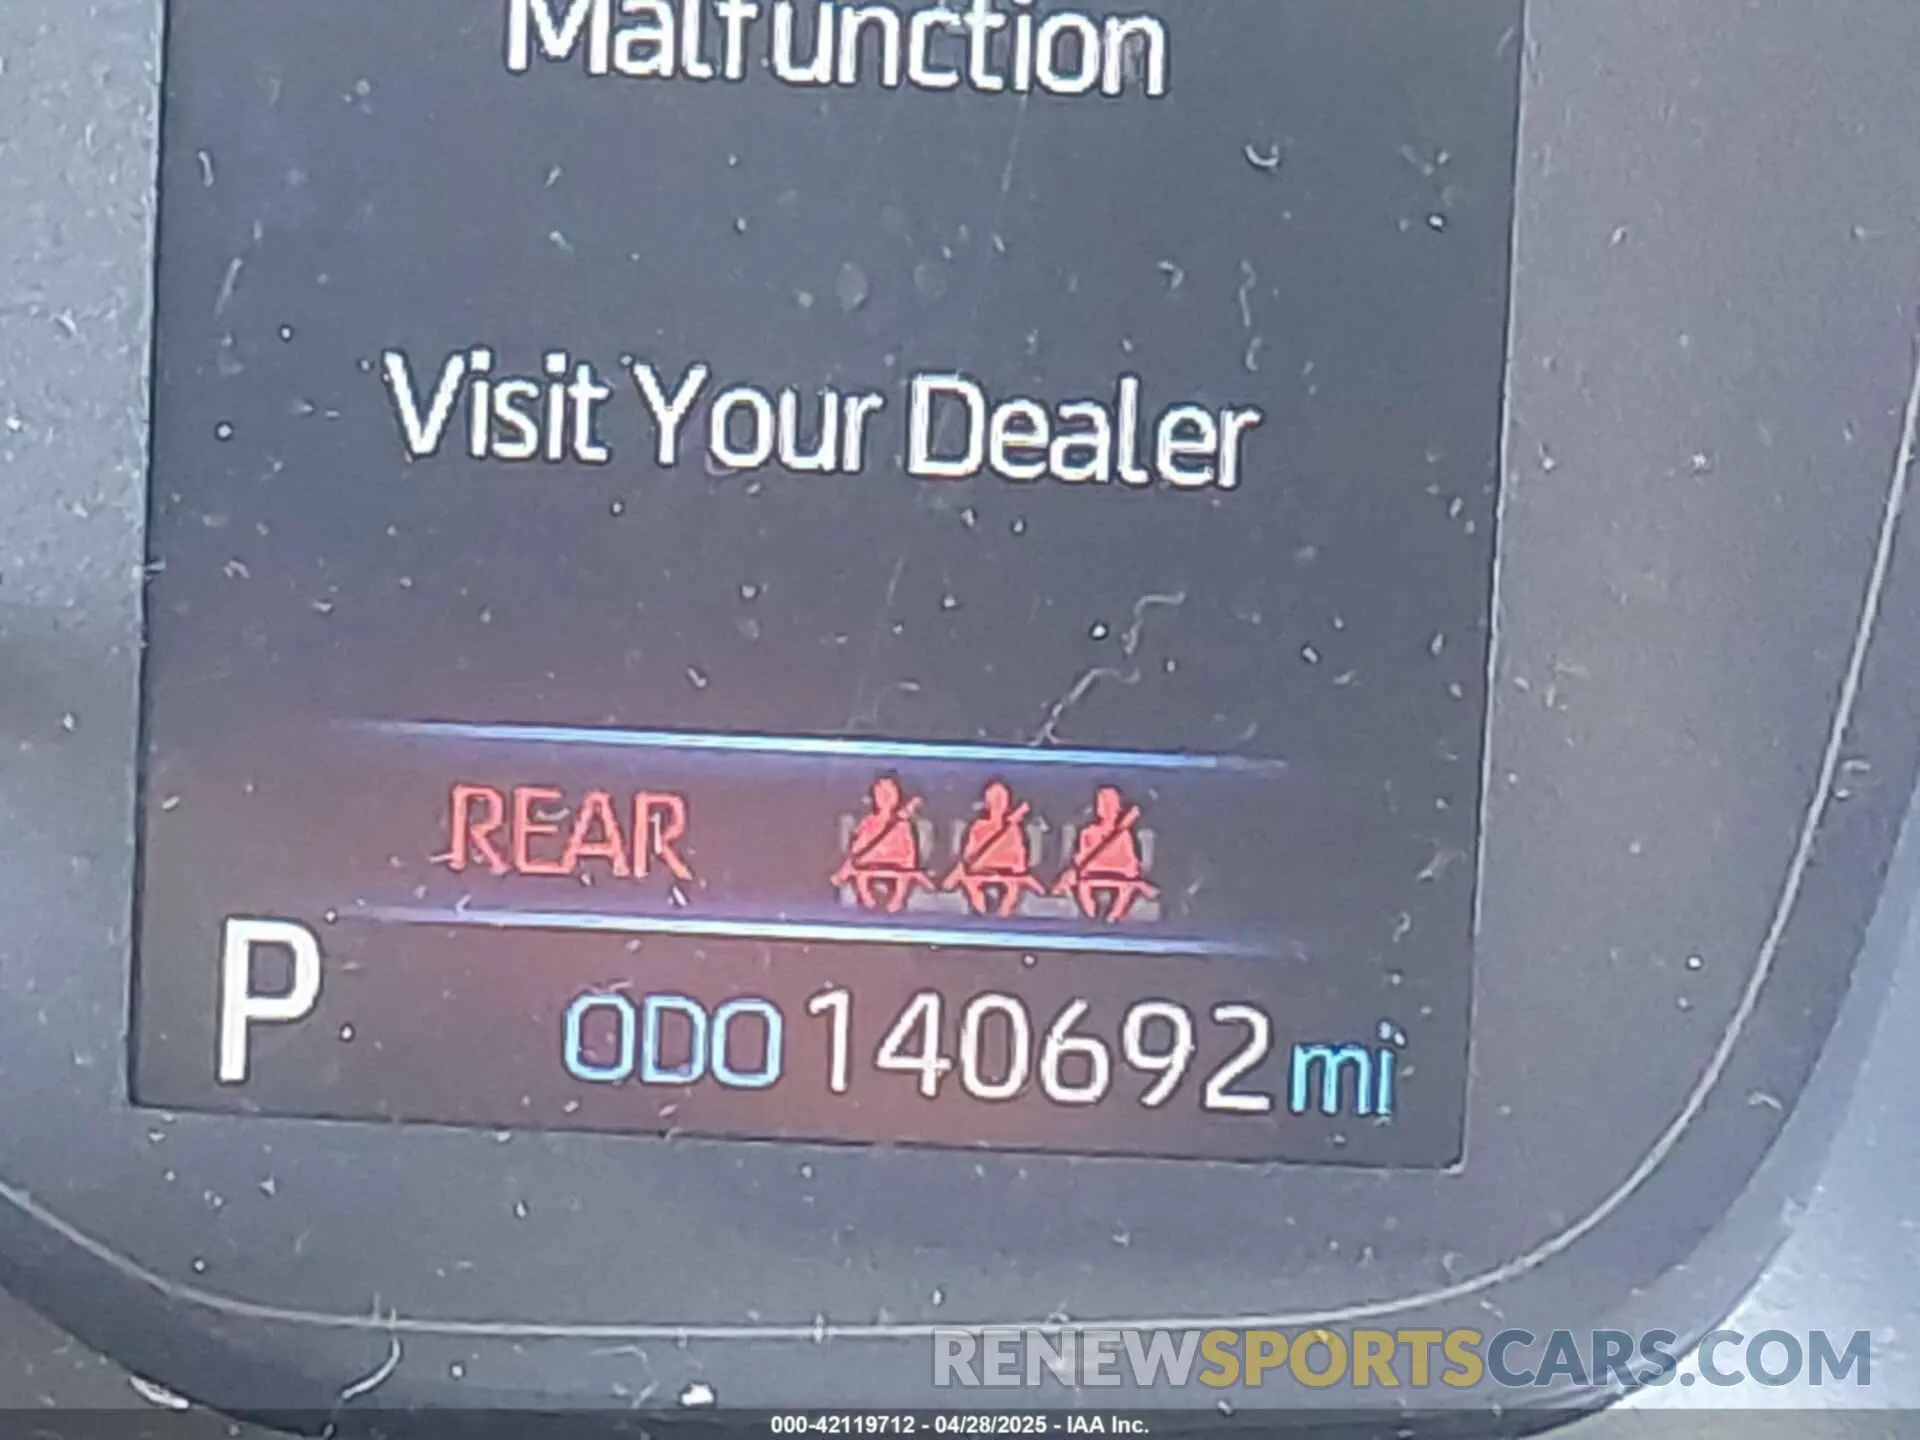 Malfunction
Visit Your Dealer
REAR
P
ODO 140692 mi
RENEWSPORTSCARS.COM
000-42119712 - 04/28/2025 - IAA Inc.